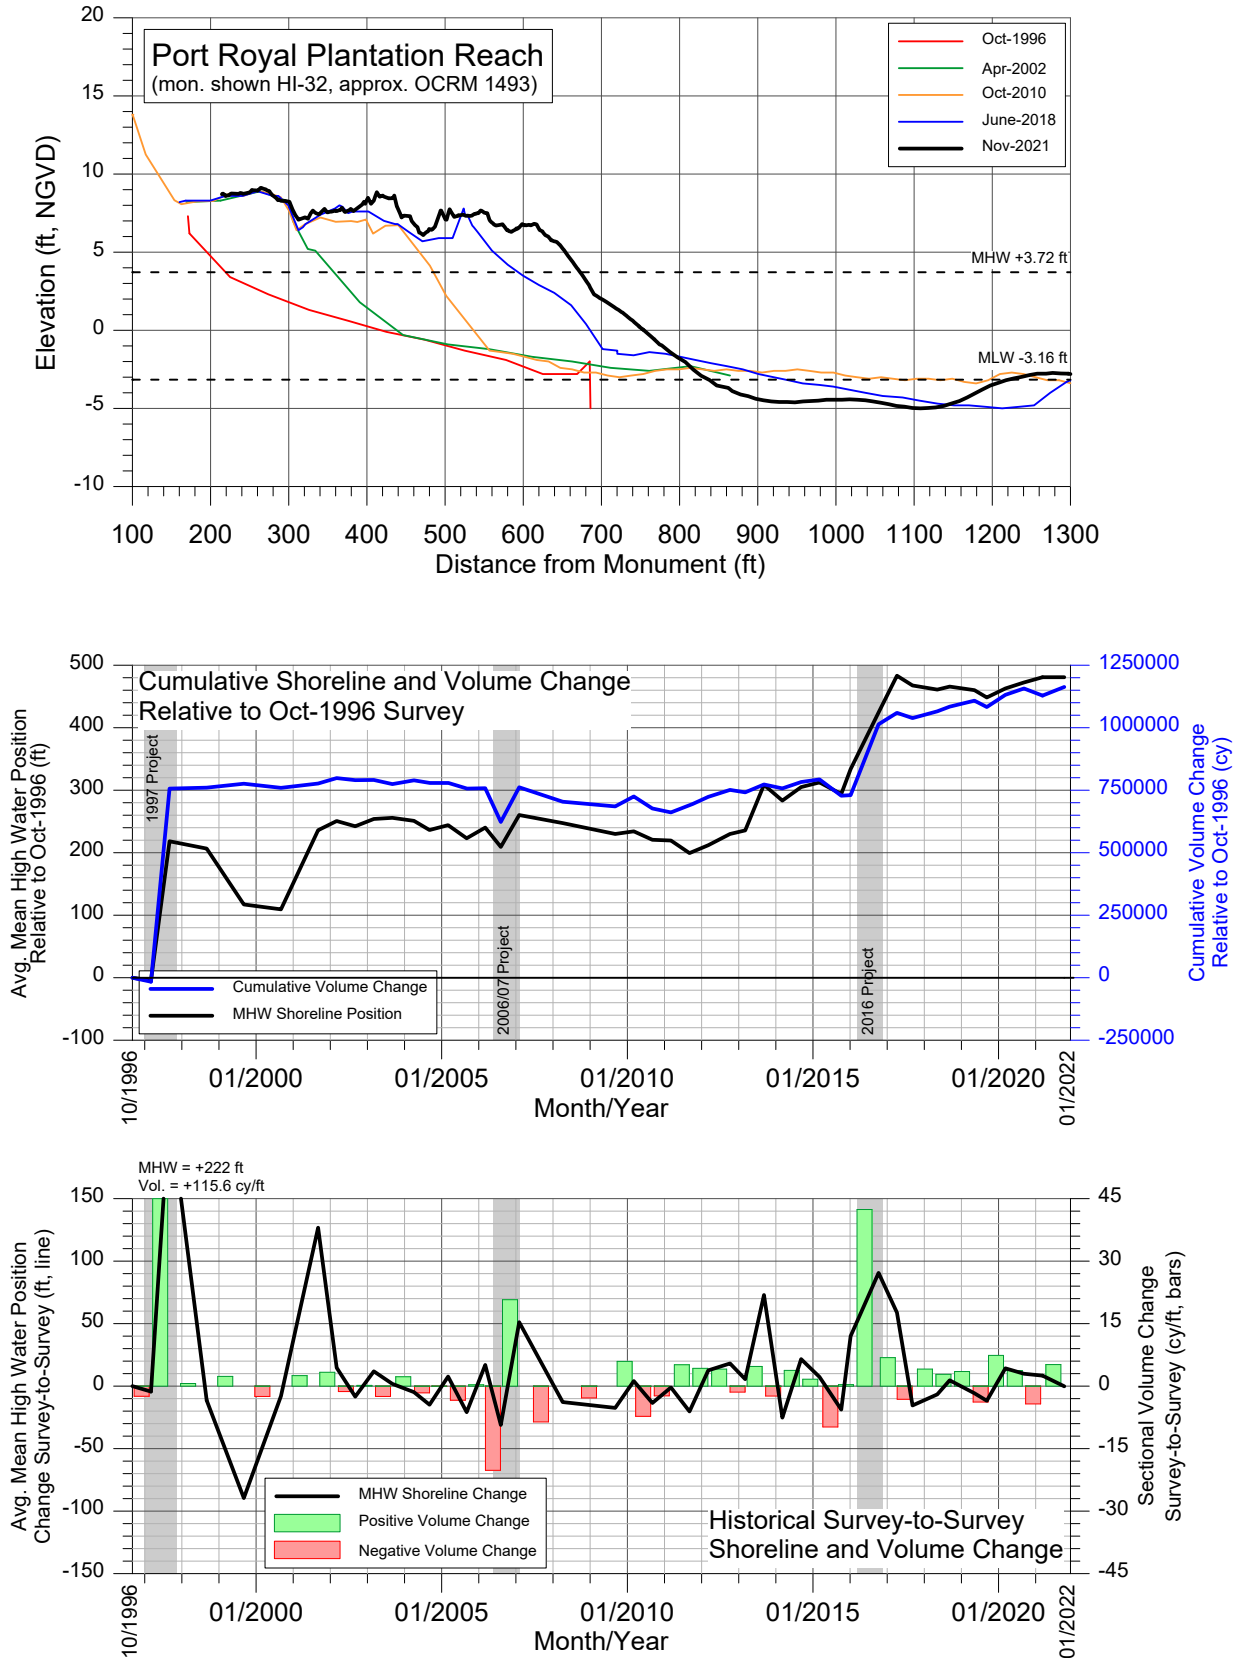 20
15
10
5
0
-5
-10
Elevation (ft, NGVD)
Port Royal Plantation Reach
(mon. shown HI-32, approx. OCRM 1493)
Oct-1996
Apr-2002
Oct-2010
June-2018
Nov-2021
MHW +3.72 ft
MLW -3.16 ft
100 200 300 400 500 600 700 800 900 1000 1100 1200 1300
Distance from Monument (ft)
500
400
300
200
100
0
-100
Avg. Mean High Water Position
Relative to Oct-1996 (ft)
Cumulative Shoreline and Volume Change
Relative to Oct-1996 Survey
1997 Project
2006/07 Project
2016 Project
Cumulative Volume Change
MHW Shoreline Position
1250000
1000000
750000
500000
250000
0
-250000
Cumulative Volume Change
Relative to Oct-1996 (cy)
10/1996 01/2000 01/2005 01/2010 01/2015 01/2020 01/2022
Month/Year
MHW = +222 ft
Vol. = +115.6 cy/ft
150
100
50
0
-50
-100
-150
Avg. Mean High Water Position
Change Survey-to-Survey (ft, line)
MHW Shoreline Change
Positive Volume Change
Negative Volume Change
Historical Survey-to-Survey
Shoreline and Volume Change
45
30
15
0
-15
-30
-45
Sectional Volume Change
Survey-to-Survey (cy/ft, bars)
10/1996 01/2000 01/2005 01/2010 01/2015 01/2020 01/2022
Month/Year